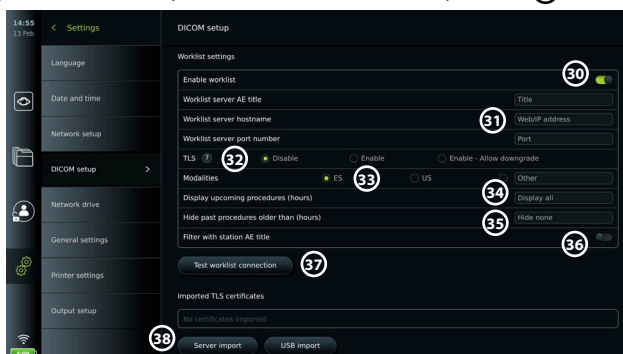 14:55
13 Feb
< Settings
DICOM setup
Language
Date and time
Network setup
DICOM setup >
Network drive
General settings
Printer settings
Output setup
Worklist settings
Enable worklist 30
Worklist server AE title Title
Worklist server hostname 31 Web/IP address
Worklist server port number Port
TLS ? 32 Disable Enable Enable - Allow downgrade
Modalities ES 33 US Other
Display upcoming procedures (hours) 34 Display all
Hide past procedures older than (hours) 35 Hide none
Filter with station AE title 36
Test worklist connection 37
Imported TLS certificates
No certificates imported
38 Server import USB import